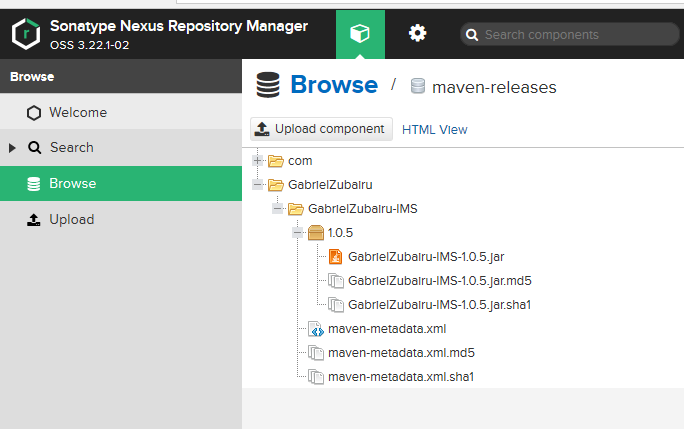 Sonatype Nexus Repository Manager
OSS 3.22.1-02
Search components
Browse
Welcome
Search
Browse
Upload
Browse / maven-releases
Upload component HTML View
com
GabrielZubairu
GabrielZubairu-IMS
1.0.5
GabrielZubairu-IMS-1.0.5.jar
GabrielZubairu-IMS-1.0.5.jar.md5
GabrielZubairu-IMS-1.0.5.jar.sha1
maven-metadata.xml
maven-metadata.xml.md5
maven-metadata.xml.sha1